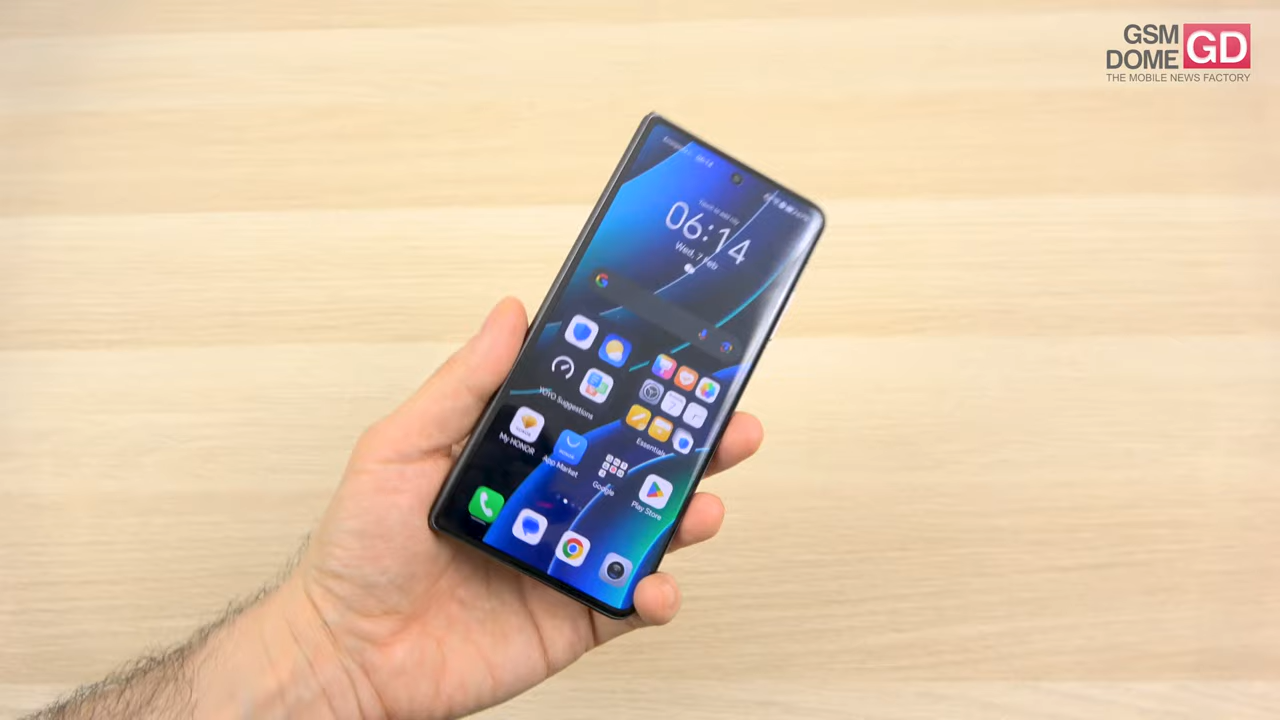 GSM
DOME
GD
THE MOBILE NEWS FACTORY
06:14
Wed, 7 Feb
YOYO Suggestions
Essentials
My HONOR
App Market
Google
Play Store